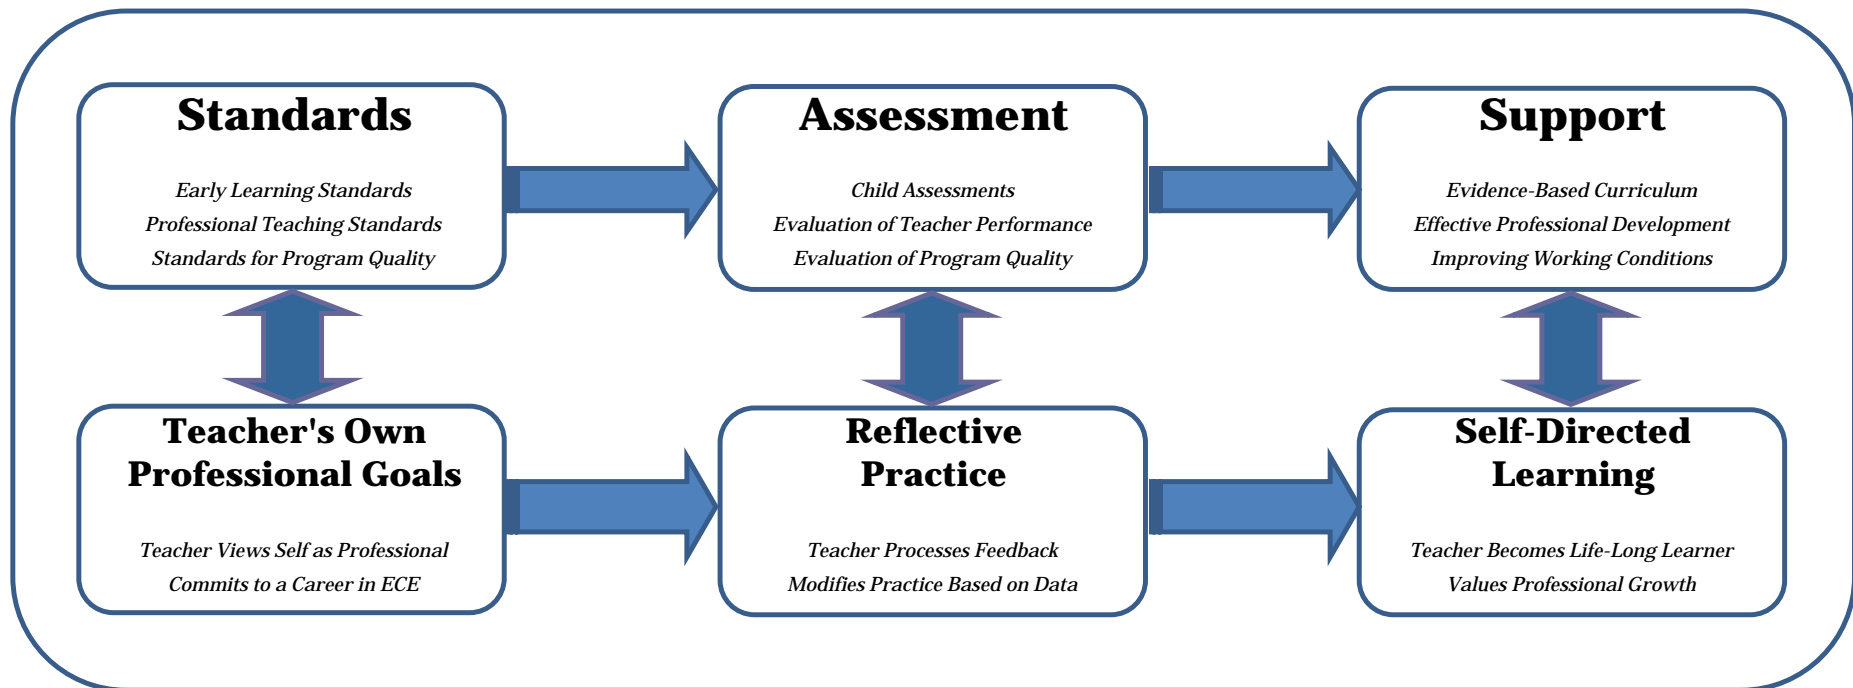 Standards
Early Learning Standards
Professional Teaching Standards
Standards for Program Quality
Assessment
Child Assessments
Evaluation of Teacher Performance
Evaluation of Program Quality
Support
Evidence-Based Curriculum
Effective Professional Development
Improving Working Conditions
Teacher's Own
Professional Goals
Teacher Views Self as Professional
Commits to a Career in ECE
Reflective
Practice
Teacher Processes Feedback
Modifies Practice Based on Data
Self-Directed
Learning
Teacher Becomes Life-Long Learner
Values Professional Growth